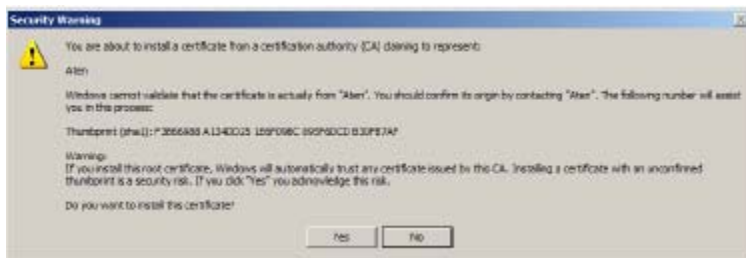 Security Warning
You are about to install a certificate from a certification authority (CA) claiming to represent:
Aten
Windows cannot validate that the certificate is actually from "Aten". You should confirm its origin by contacting "Aten". The following number will assist
you in this process:
Thumbprint (sha1):
Warning:
If you install this root certificate, Windows will automatically trust any certificate issued by this CA. Installing a certificate with an unconfirmed
thumbprint is a security risk. If you click "Yes" you acknowledge this risk.
Do you want to install this certificate?
Yes No